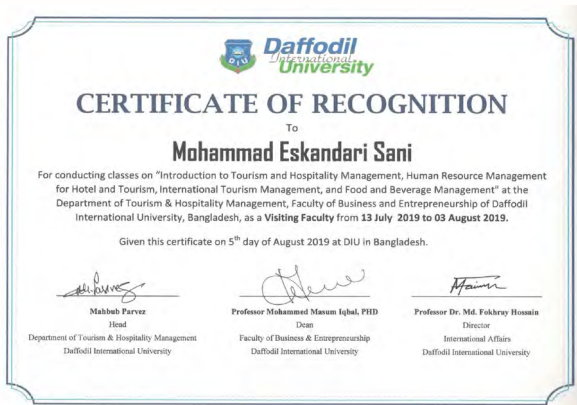 DIU
Daffodil
International
University
CERTIFICATE OF RECOGNITION
To
Mohammad Eskandari Sani
For conducting classes on "Introduction to Tourism and Hospitality Management, Human Resource Management
for Hotel and Tourism, International Tourism Management, and Food and Beverage Management" at the
Department of Tourism & Hospitality Management, Faculty of Business and Entrepreneurship of Daffodil
International University, Bangladesh, as a Visiting Faculty from 13 July 2019 to 03 August 2019.
Given this certificate on 5th day of August 2019 at DIU in Bangladesh.
Mahbub Parvez
Head
Department of Tourism & Hospitality Management
Daffodil International University
Professor Mohammed Masum Iqbal, PHD
Dean
Faculty of Business & Entrepreneurship
Daffodil International University
Professor Dr. Md. Fokhray Hossain
Director
International Affairs
Daffodil International University